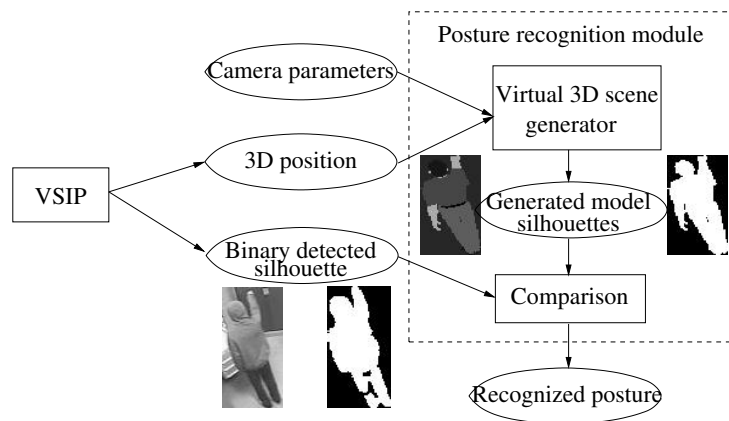 Posture recognition module
Camera parameters
Virtual 3D scene
generator
3D position
VSIP
Generated model
silhouettes
Binary detected
silhouette
Comparison
Recognized posture